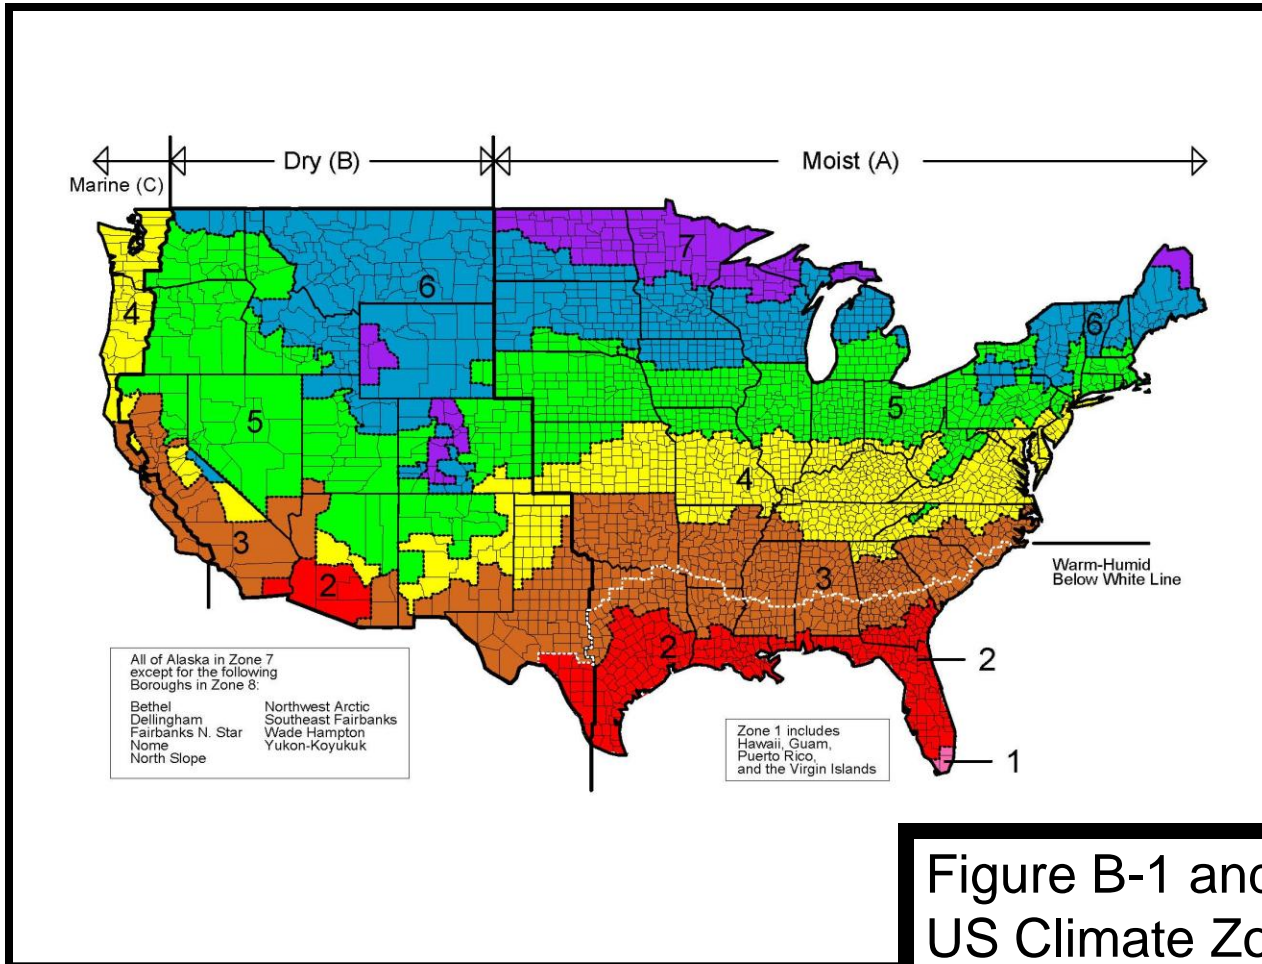 Marine (C)
Dry (B)
Moist (A)
7
6
6
4
5
5
4
3
3
2
2
Warm-Humid
Below White Line
2
1
All of Alaska in Zone 7
except for the following
Boroughs in Zone 8:
Bethel
Dellingham
Fairbanks N. Star
Nome
North Slope
Northwest Arctic
Southeast Fairbanks
Wade Hampton
Yukon-Koyukuk
Zone 1 includes
Hawaii, Guam,
Puerto Rico,
and the Virgin Islands
Figure B-1 and
US Climate Zo